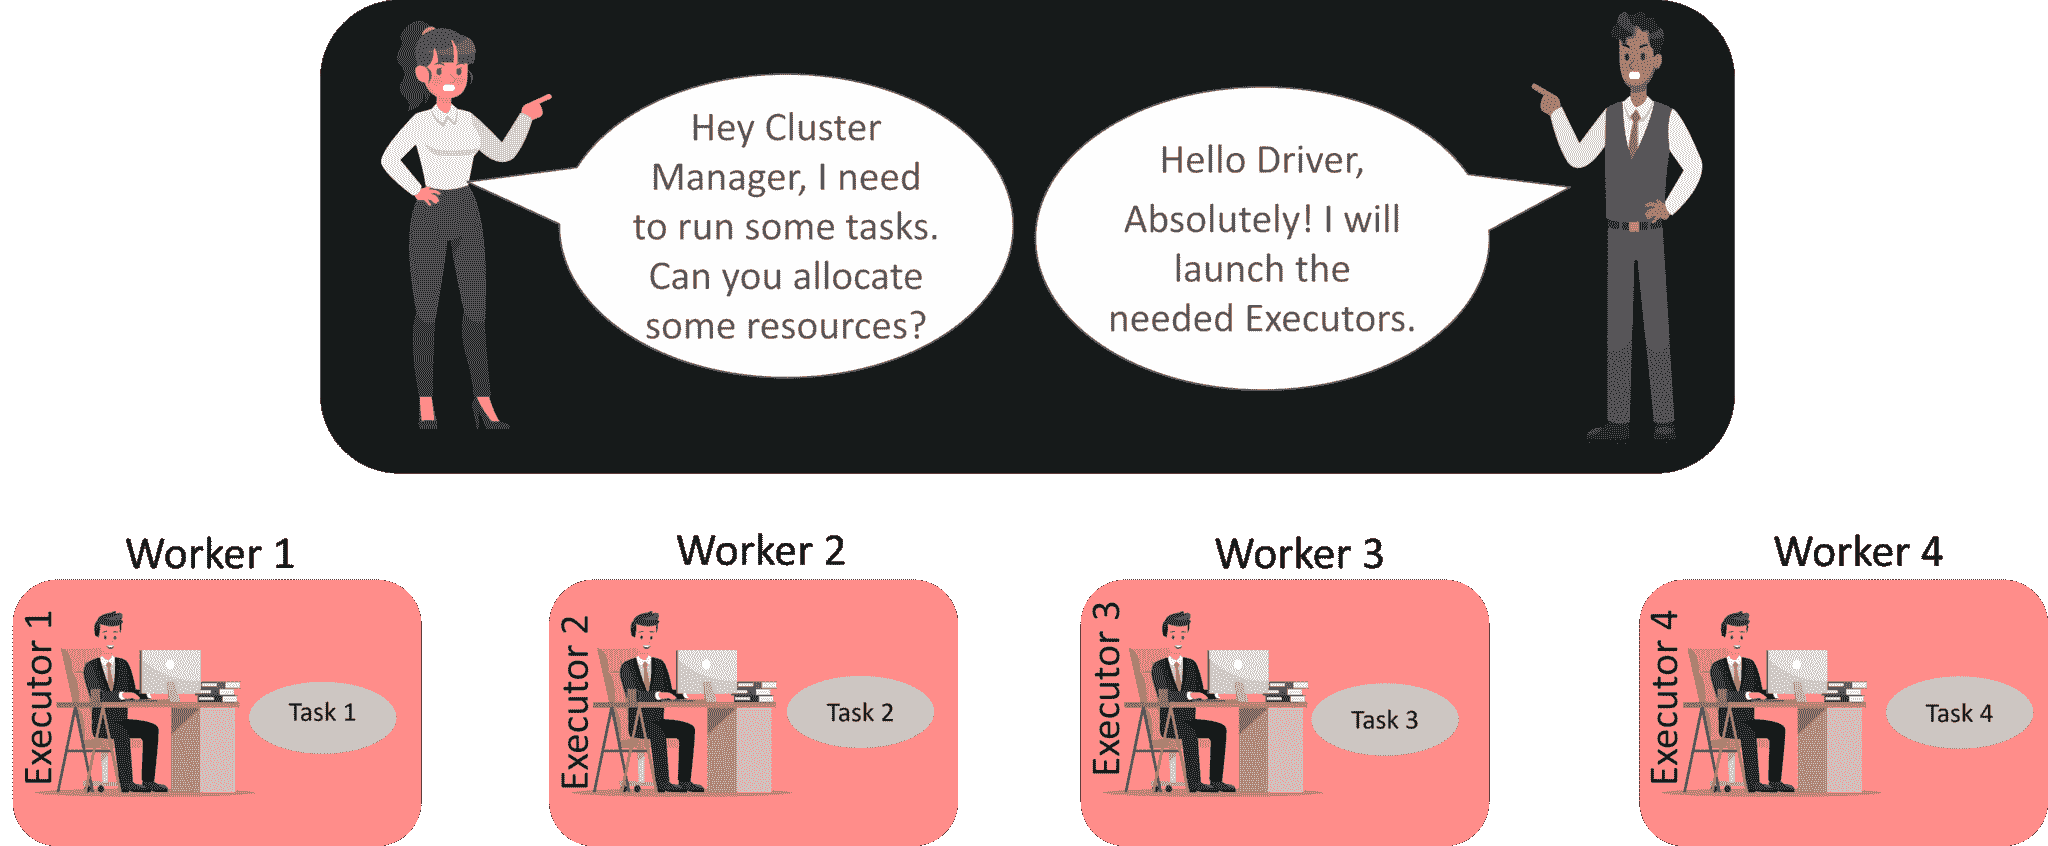 Hey Cluster
Manager, I need
to run some tasks.
Can you allocate
some resources?
Hello Driver,
Absolutely! I will
launch the
needed Executors.
Worker 1
Executor 1
Task 1
Worker 2
Executor 2
Task 2
Worker 3
Executor 3
Task 3
Worker 4
Executor 4
Task 4